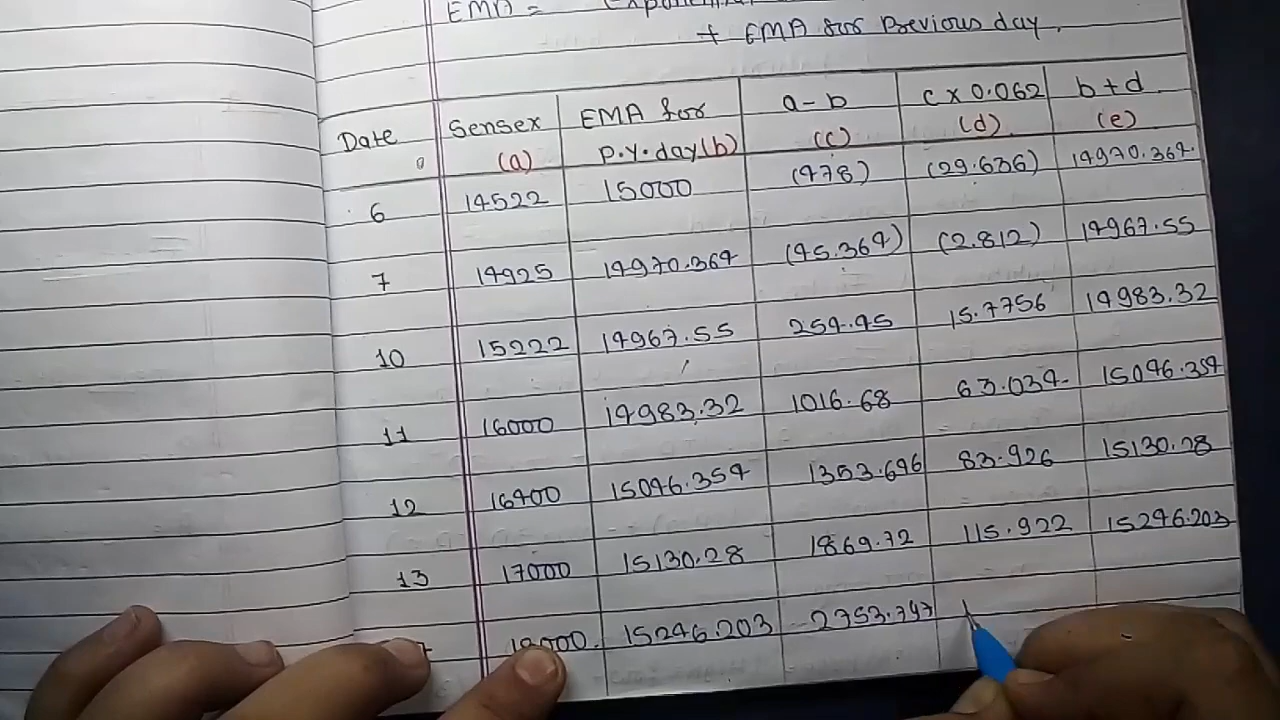 EMA = Exponential
+ EMA for Previous day.
Date Sensex EMA for a-b c x 0.062 b+d
(a) p.y.day(b) (c) (d) (e)
6 14522 15000 (478) (29.636) 14970.364
7 14925 14970.364 (45.364) (2.812) 14967.55
10 15222 14967.55 254.45 15.7756 14983.32
11 16000 14983.32 1016.68 63.034 15046.354
12 16400 15046.354 1353.646 83.926 15130.28
13 17000 15130.28 1869.72 115.922 15246.203
18000. 15246.203 2753.797